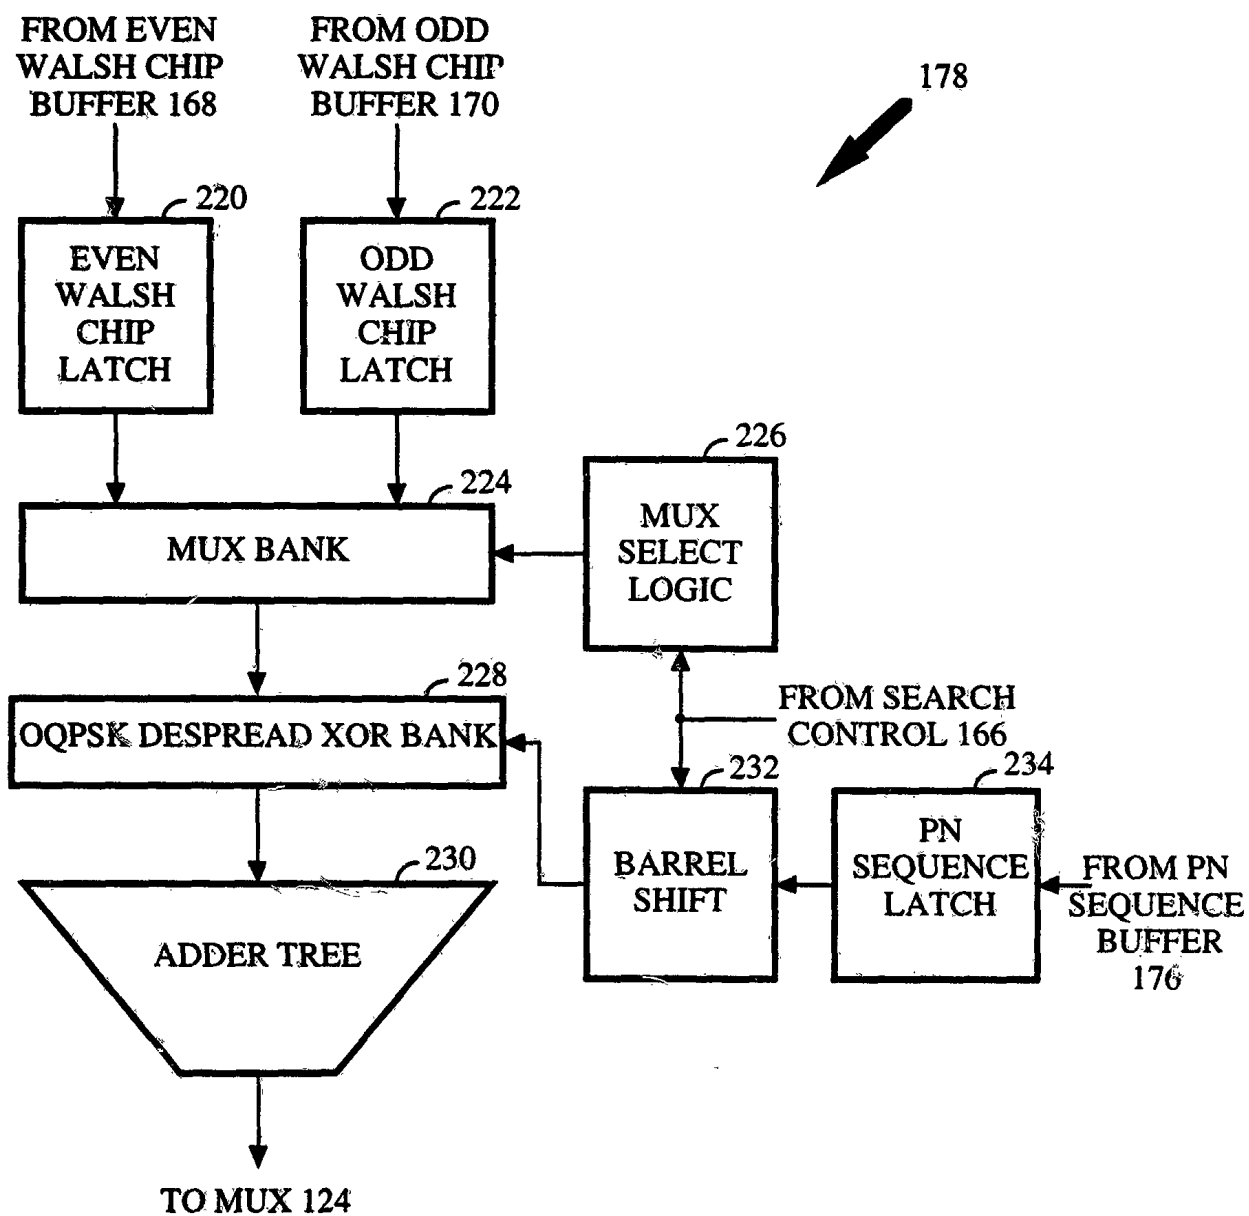 FROM EVEN
WALSH CHIP
BUFFER 168
FROM ODD
WALSH CHIP
BUFFER 170
178
220
EVEN
WALSH
CHIP
LATCH
222
ODD
WALSH
CHIP
LATCH
224
MUX BANK
226
MUX
SELECT
LOGIC
228
OQPSK DESPREAD XOR BANK
FROM SEARCH
CONTROL 166
232
BARREL
SHIFT
234
PN
SEQUENCE
LATCH
FROM PN
SEQUENCE
BUFFER
176
230
ADDER TREE
TO MUX 124